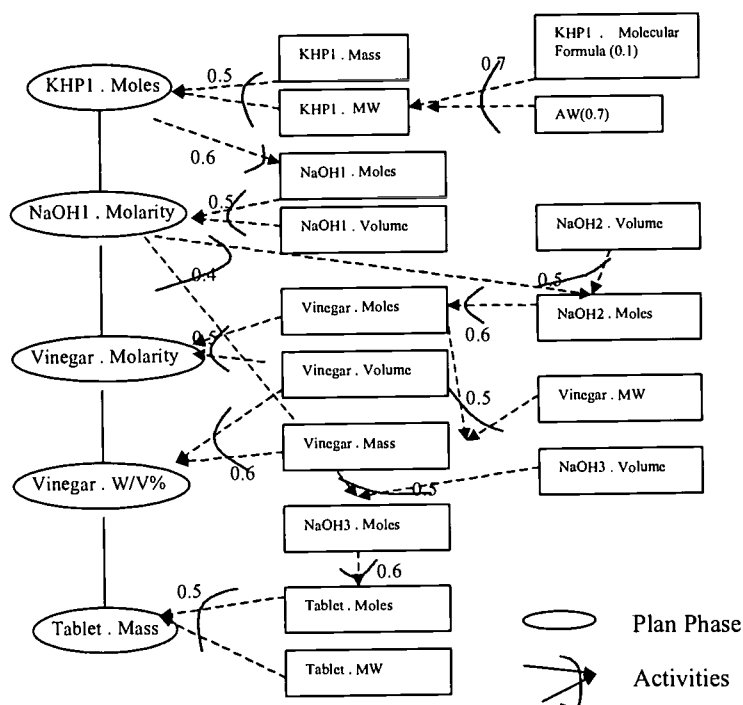 KHP1 . Mass
KHP1 . Molecular
Formula (0.1)
0.7
0.5
KHP1 . Moles
KHP1 . MW
AW(0.7)
0.6
NaOH1 . Moles
NaOH1 . Molarity
0.5
NaOH1 . Volume
NaOH2 . Volume
0.4
0.5
Vinegar . Moles
NaOH2 . Moles
0.6
0.5
Vinegar . Molarity
Vinegar . Volume
0.5
Vinegar . MW
Vinegar . Mass
NaOH3 . Volume
0.6
Vinegar . W/V%
0.5
NaOH3 . Moles
0.6
0.5
Tablet . Moles
Tablet . Mass
Plan Phase
Tablet . MW
Activities